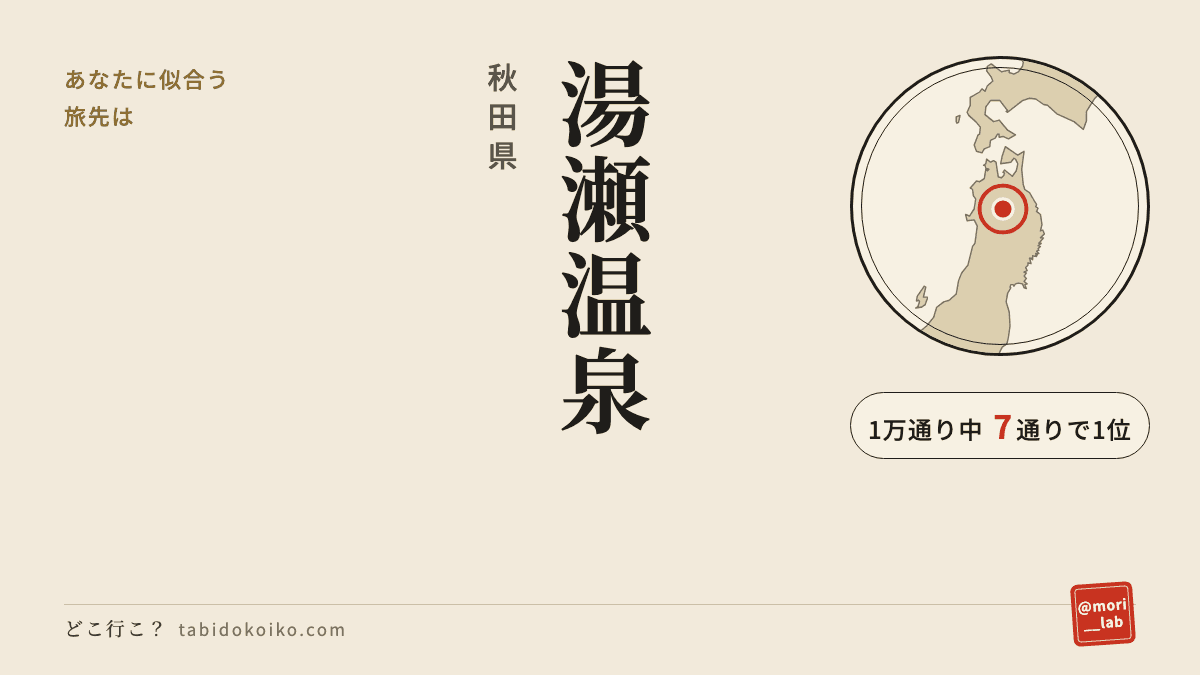 あなたに似合う
旅先は
湯瀬温泉
秋田県
1万通り中 7通りで1位
どこ行こ？ tabidokoiko.com
@mori
__lab